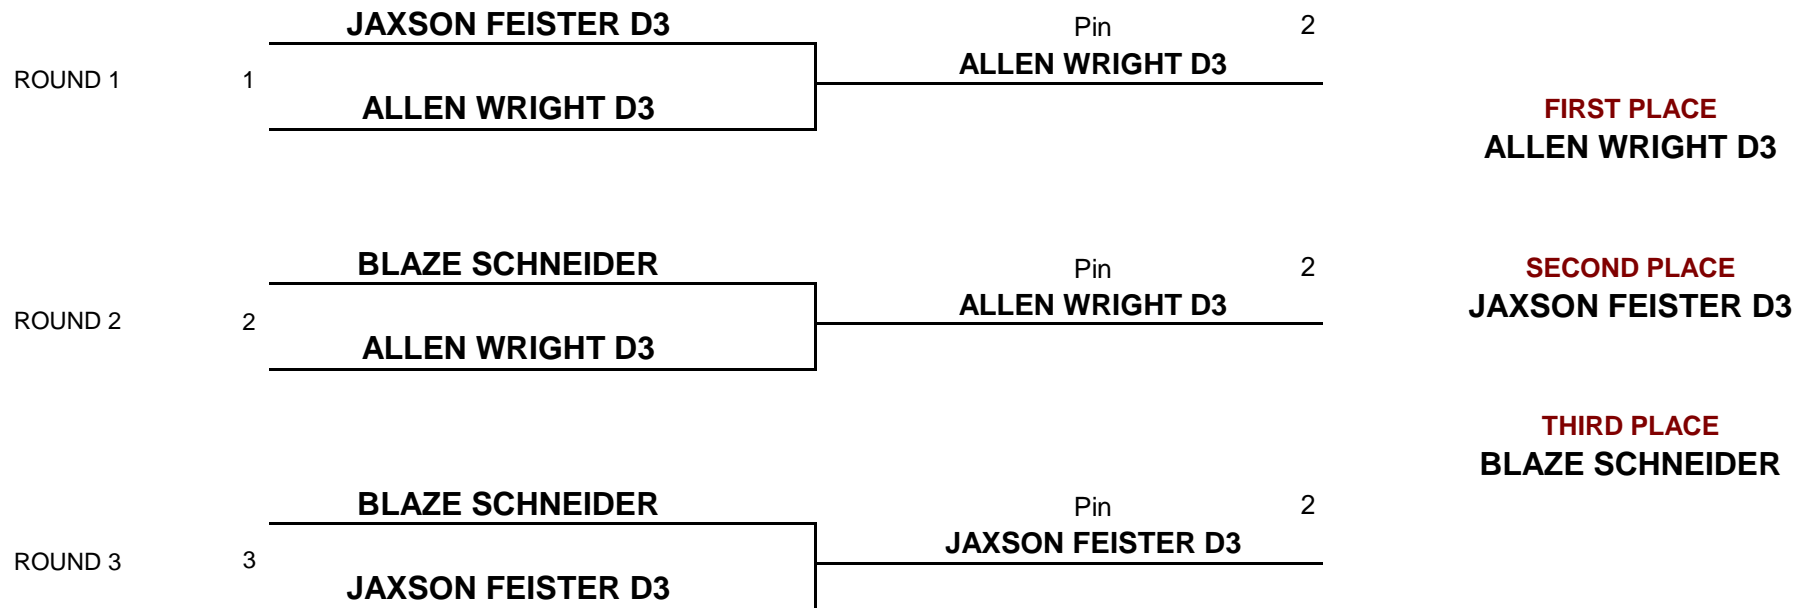 JAXSON FEISTER D3
Pin 2
ALLEN WRIGHT D3
ROUND 1 1
ALLEN WRIGHT D3
FIRST PLACE
ALLEN WRIGHT D3
BLAZE SCHNEIDER
Pin 2
SECOND PLACE
ALLEN WRIGHT D3
JAXSON FEISTER D3
ROUND 2 2
ALLEN WRIGHT D3
THIRD PLACE
BLAZE SCHNEIDER
BLAZE SCHNEIDER
Pin 2
JAXSON FEISTER D3
ROUND 3 3
JAXSON FEISTER D3